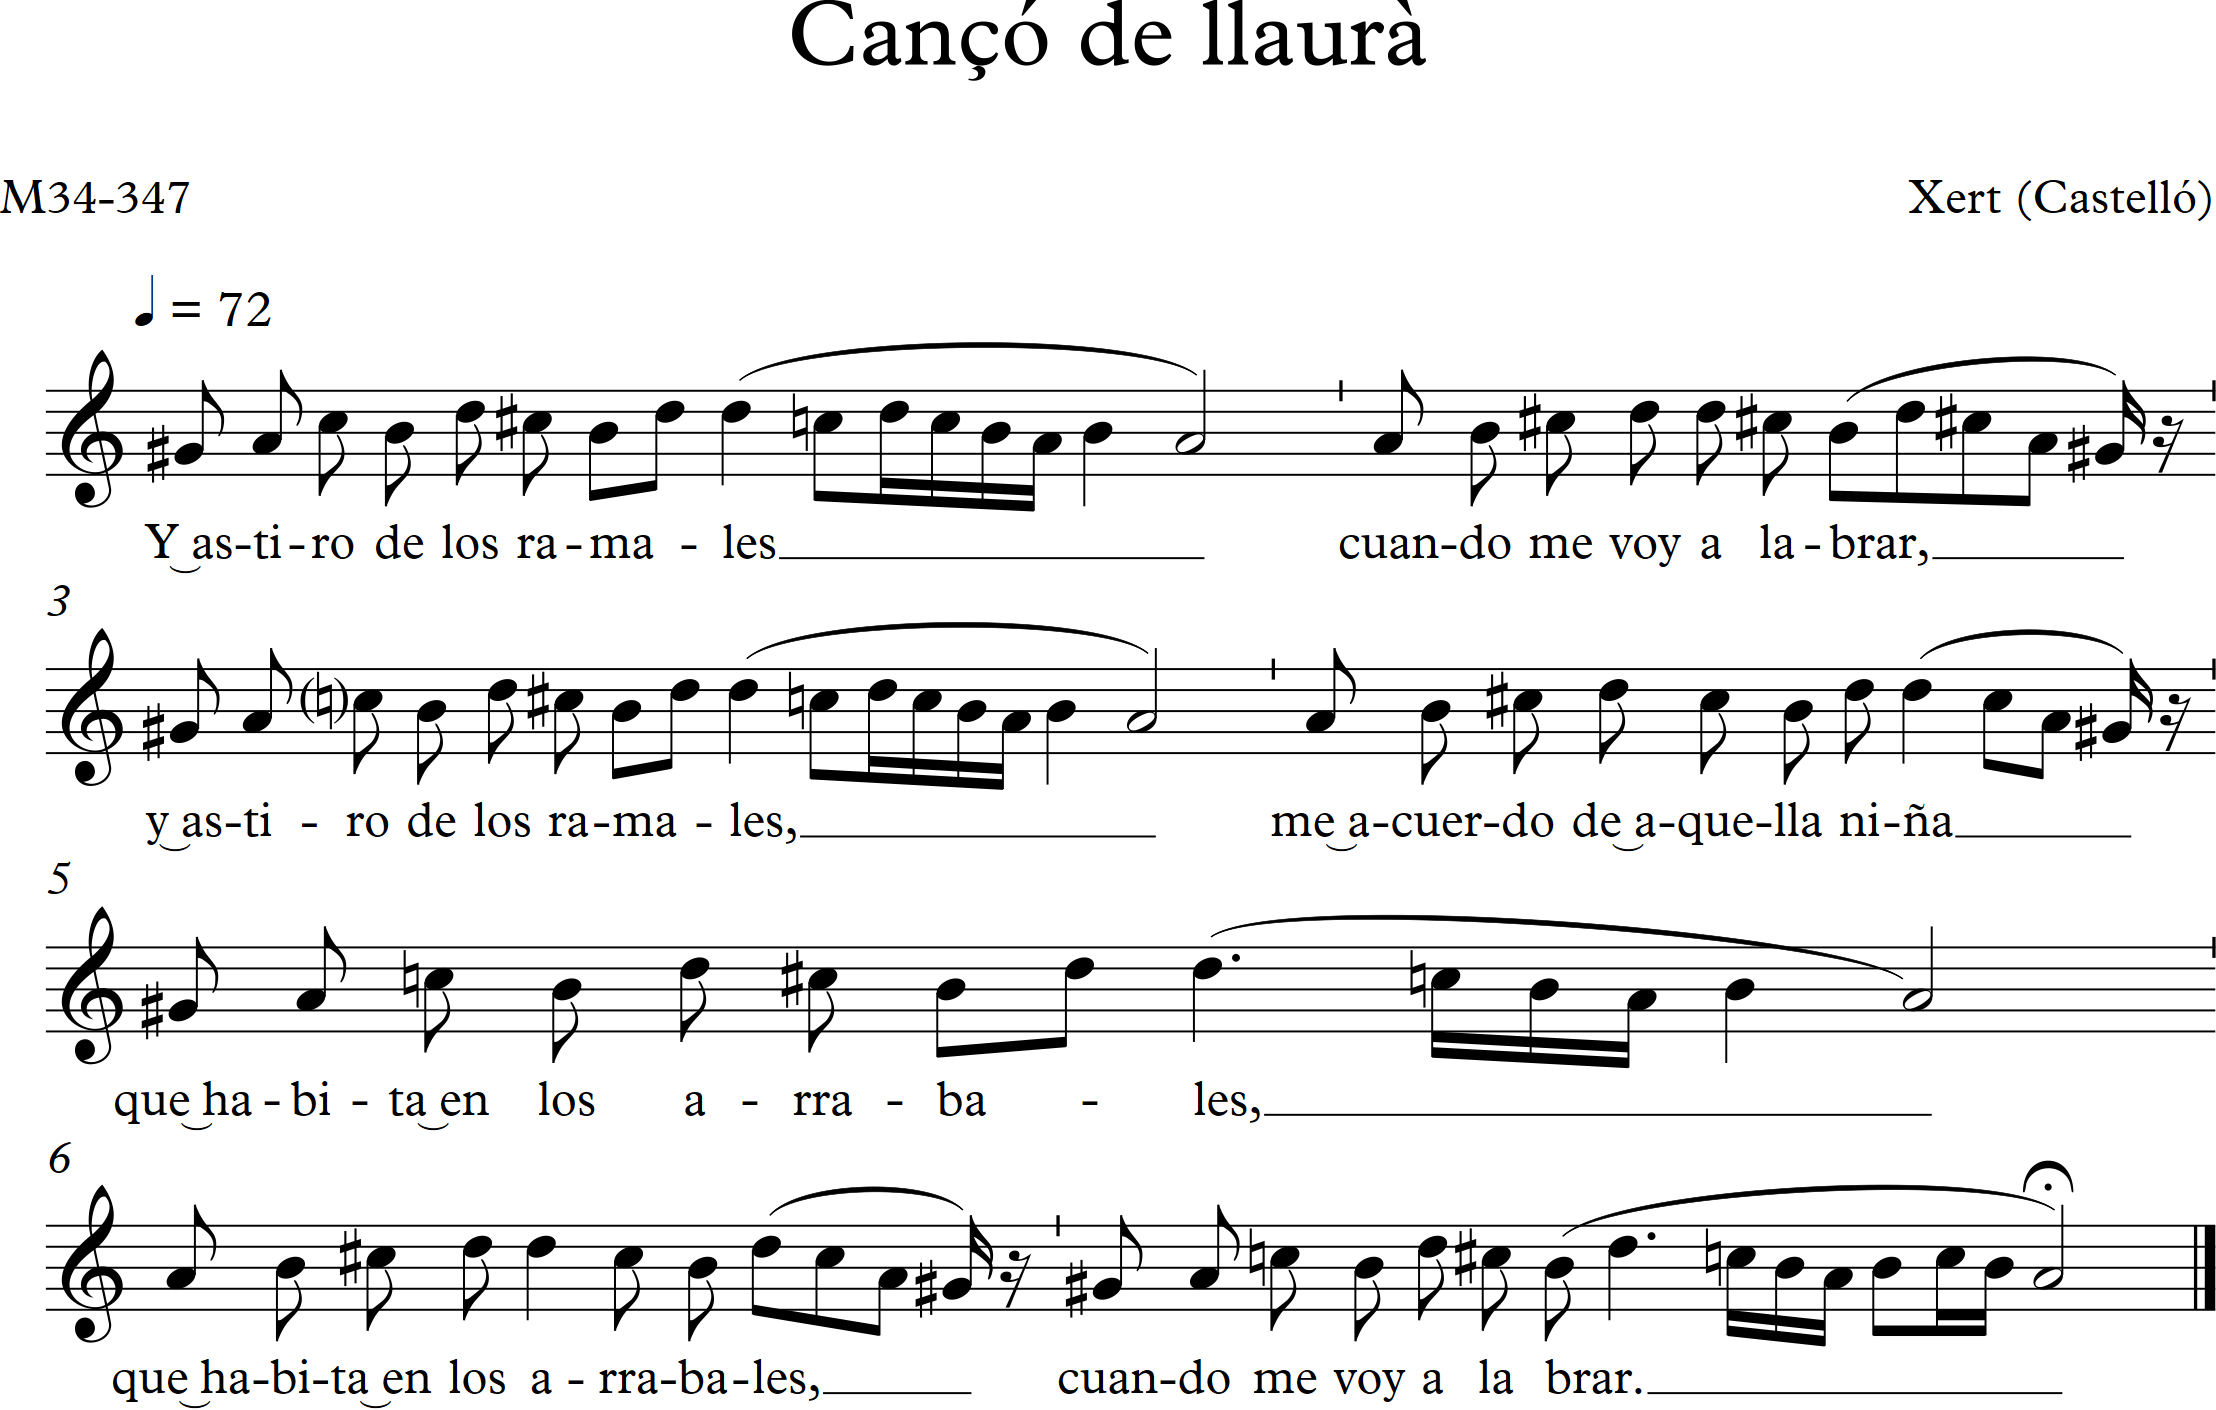 Cançó de llaurà
M34-347
Xert (Castelló)
= 72
Y as-ti-ro de los ra-ma - les cuan-do me voy a la-brar,
3
y as-ti - ro de los ra-ma - les, me a-cuer-do de a-que-lla ni-ña
5
que ha-bi - ta en los a - rra - ba - les,
6
que ha-bi-ta en los a - rra-ba-les, cuan-do me voy a la brar.